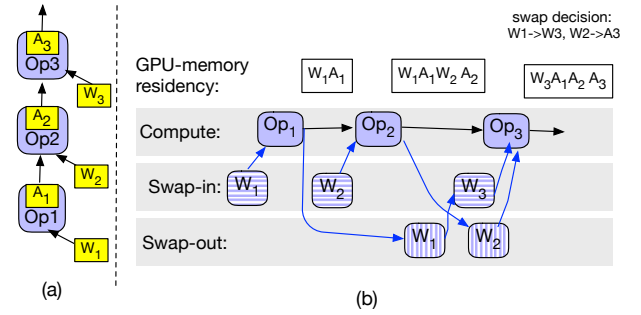 A₃
Op3
W₃
A₂
Op2
W₂
A₁
Op1
W₁
(a)
swap decision:
W1->W3, W2->A3
GPU-memory
residency:
W₁A₁
W₁A₁W₂ A₂
W₃A₁A₂ A₃
Compute:
Op₁
Op₂
Op₃
Swap-in:
W₁
W₂
W₃
Swap-out:
W₁
W₂
(b)